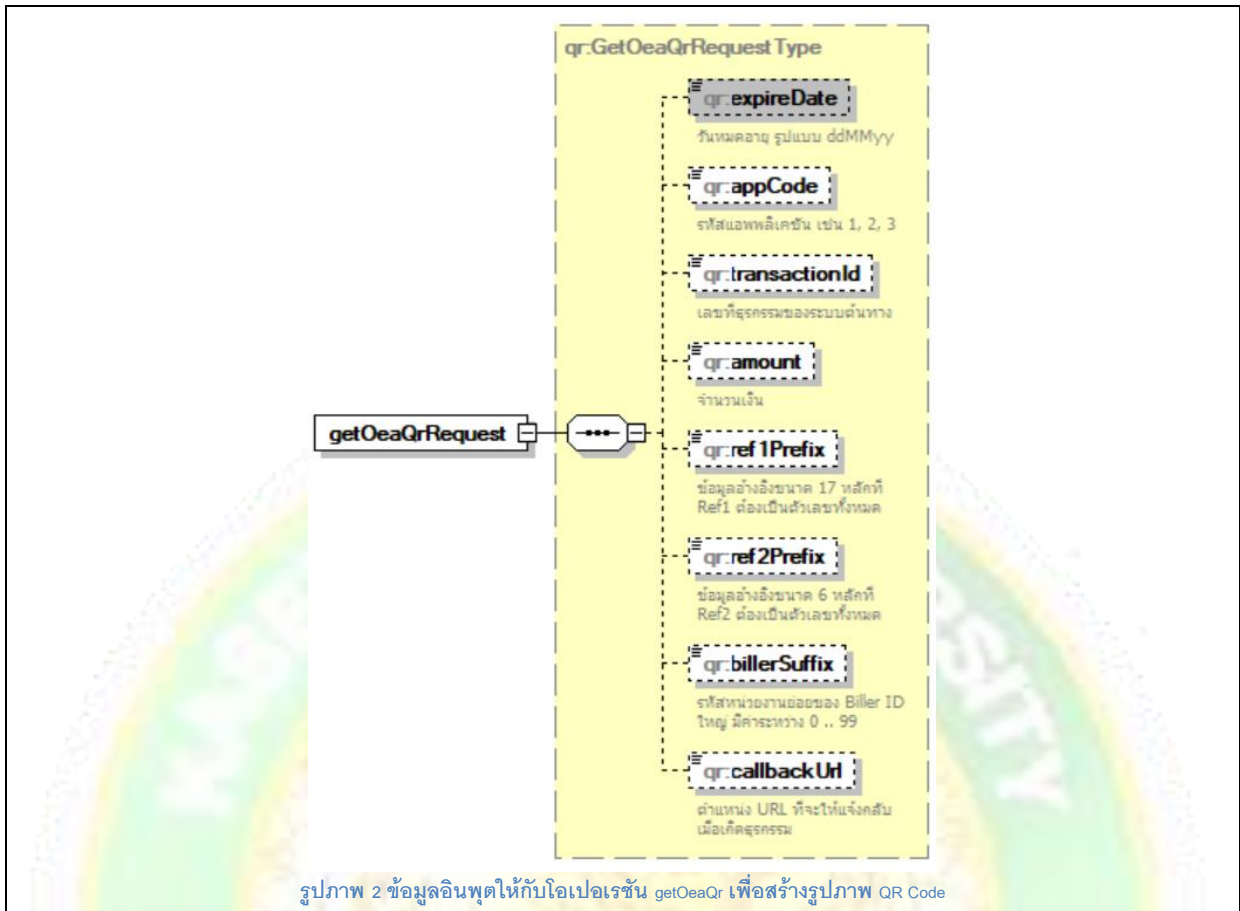 qr:GetOeaQrRequestType
qr:expireDate
วันหมดอายุ รูปแบบ ddMMyy
qr:appCode
รหัสแอพพลิเคชัน เช่น 1, 2, 3
qr:transactionId
เลขที่ธุรกรรมของระบบต้นทาง
qr:amount
จำนวนเงิน
getOeaQrRequest
qr:ref1Prefix
ข้อมูลอ้างอิงขนาด 17 หลักที่
Ref1 ต้องเป็นตัวเลขทั้งหมด
qr:ref2Prefix
ข้อมูลอ้างอิงขนาด 6 หลักที่
Ref2 ต้องเป็นตัวเลขทั้งหมด
qr:billerSuffix
รหัสหน่วยงานย่อยของ Biller ID
ใหญ่ มีค่าระหว่าง 0 .. 99
qr:callbackUrl
ตำแหน่ง URL ที่จะให้แจ้งกลับ
เมื่อเกิดธุรกรรม
รูปภาพ 2 ข้อมูลอินพุตให้กับโอเปอเรชัน getOeaQr เพื่อสร้างรูปภาพ QR Code